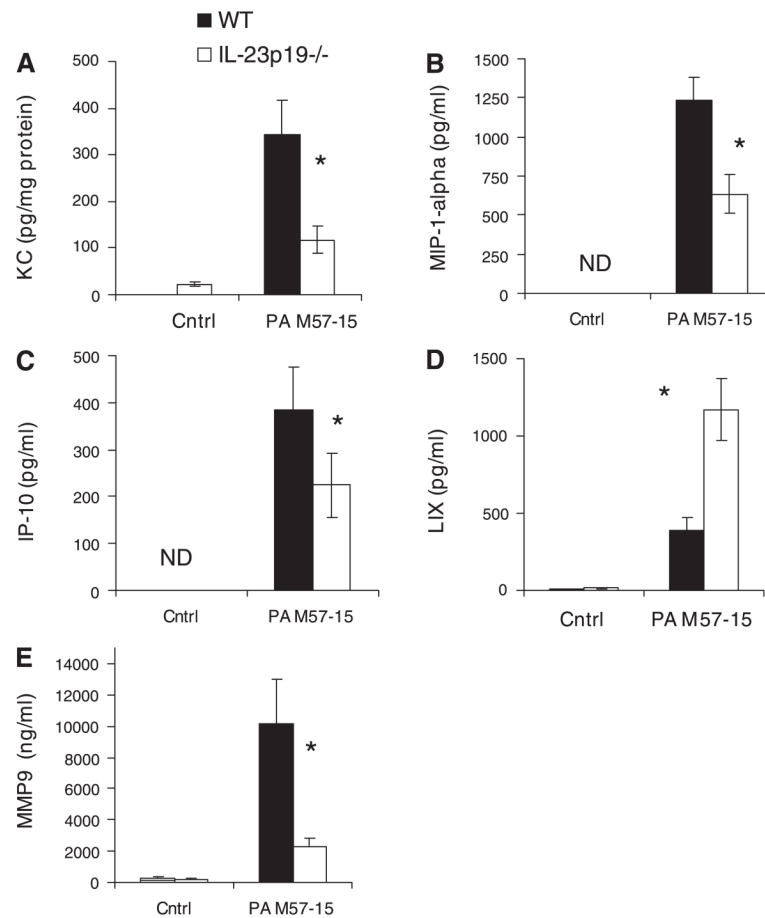 WT
IL-23p19-/-
A
KC (pg/mg protein)
500
400
300
200
100
0
Cntrl
PA M57-15
B
MIP-1-alpha (pg/ml)
1500
1250
1000
750
500
250
0
*
ND
Cntrl
PA M57-15
*
C
IP-10 (pg/ml)
500
400
300
200
100
0
*
ND
Cntrl
PA M57-15
D
LIX (pg/ml)
1500
1000
500
0
*
Cntrl
PA M57-15
E
MMP9 (ng/ml)
14000
12000
10000
8000
6000
4000
2000
0
*
Cntrl
PA M57-15